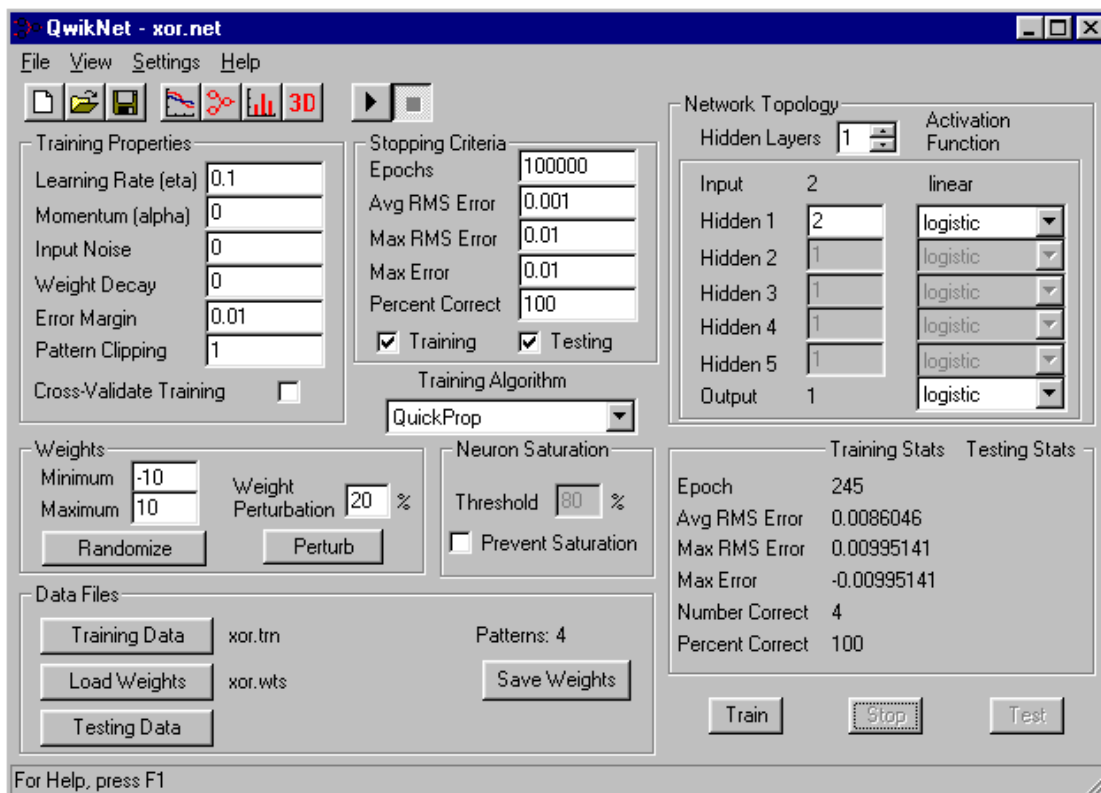 QwikNet - xor.net
File View Settings Help
3D
Training Properties
Learning Rate (eta) 0.1
Momentum (alpha) 0
Input Noise 0
Weight Decay 0
Error Margin 0.01
Pattern Clipping 1
Cross-Validate Training
Stopping Criteria
Epochs 100000
Avg RMS Error 0.001
Max RMS Error 0.01
Max Error 0.01
Percent Correct 100
Training Testing
Training Algorithm
QuickProp
Network Topology
Hidden Layers 1 Activation
Function
Input 2 linear
Hidden 1 2 logistic
Hidden 2 1 logistic
Hidden 3 1 logistic
Hidden 4 1 logistic
Hidden 5 1 logistic
Output 1 logistic
Weights
Minimum -10
Maximum 10
Randomize
Weight
Perturbation 20 %
Perturb
Neuron Saturation
Threshold 80 %
Prevent Saturation
Training Stats Testing Stats
Epoch 245
Avg RMS Error 0.0086046
Max RMS Error 0.00995141
Max Error -0.00995141
Number Correct 4
Percent Correct 100
Data Files
Training Data xor.trn Patterns: 4
Load Weights xor.wts Save Weights
Testing Data
Train Stop Test
For Help, press F1